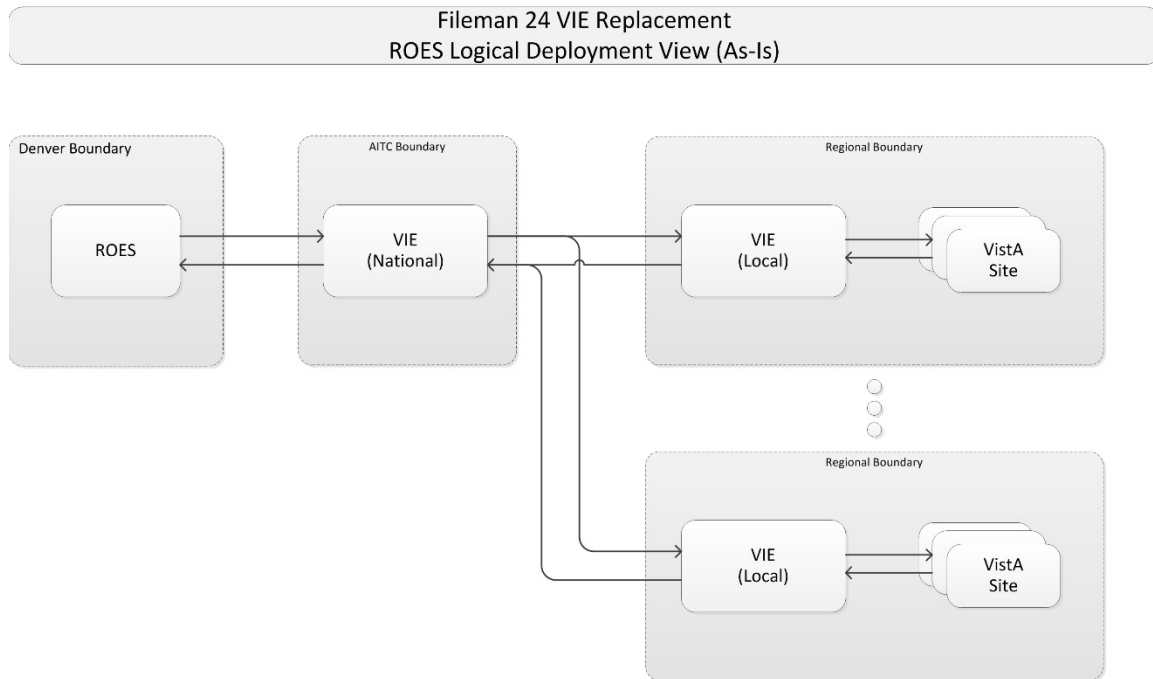 Fileman 24 VIE Replacement
ROES Logical Deployment View (As-Is)
Denver Boundary
AITC Boundary
Regional Boundary
ROES
VIE
(National)
VIE
(Local)
VistA
Site
Regional Boundary
VIE
(Local)
VistA
Site